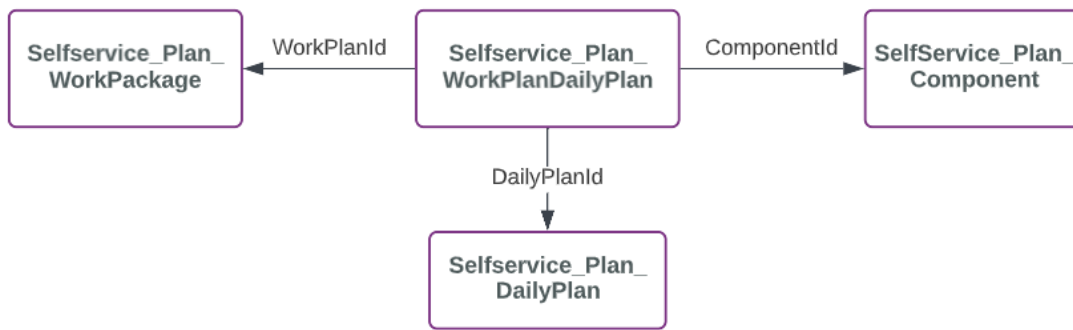 Selfservice_Plan_
WorkPackage
WorkPlanId
Selfservice_Plan_
WorkPlanDailyPlan
ComponentId
SelfService_Plan_
Component
DailyPlanId
Selfservice_Plan_
DailyPlan